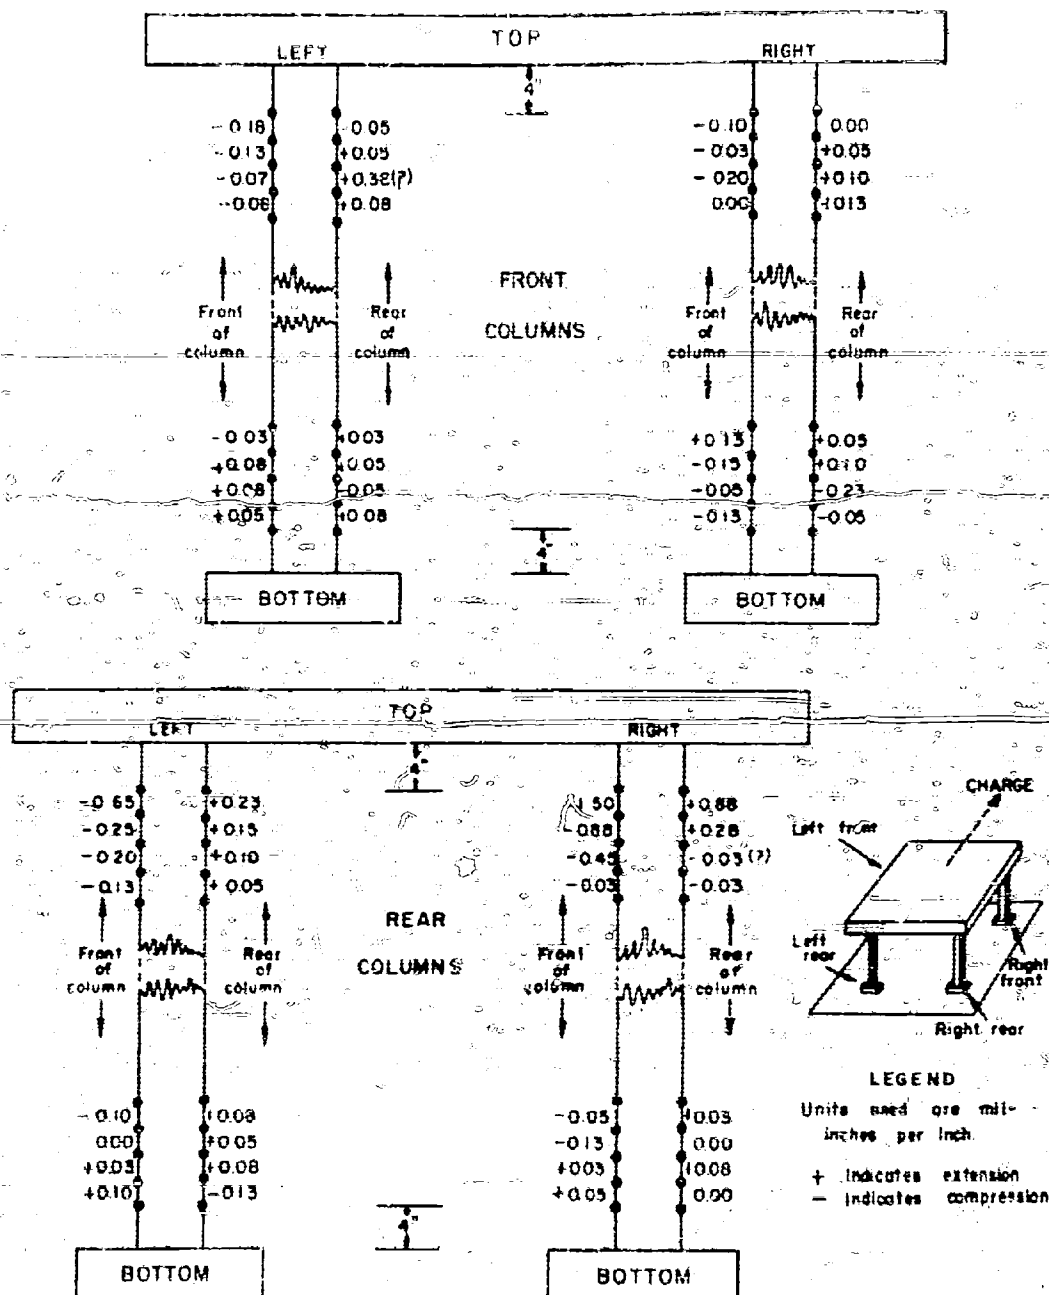 TOP
LEFT
RIGHT
4"
-0.18
-0.05
-0.10
0.00
-0.13
+0.05
-0.03
+0.05
-0.07
+0.38(?)
-0.20
+0.10
-0.08
+0.08
0.00
FRONT
COLUMNS
Front
of
column
Rear
of
column
Front
of
column
Rear
of
column
-0.03
+0.03
+0.13
+0.05
+0.08
+0.05
-0.15
+0.10
+0.08
-0.05
-0.05
-0.23
+0.05
+0.08
-0.13
-0.05
4"
BOTTOM
BOTTOM
TOP
LEFT
RIGHT
4"
-0.65
+0.23
-1.50
+0.88
-0.25
+0.15
-0.88
+0.28
-0.20
+0.10
-0.45
-0.03(?)
-0.13
+0.05
-0.03
-0.03
REAR
COLUMNS
Front
of
column
Rear
of
column
Front
of
column
Rear
of
column
-0.10
+0.08
-0.05
+0.03
0.00
+0.05
-0.13
0.00
+0.03
+0.08
+0.03
+0.08
+0.10
-0.13
+0.05
0.00
4"
BOTTOM
BOTTOM
CHARGE
Left front
Left
rear
Right
front
Right rear
LEGEND
Units used are mil-
inches per inch.
+ Indicates extension
- Indicates compression